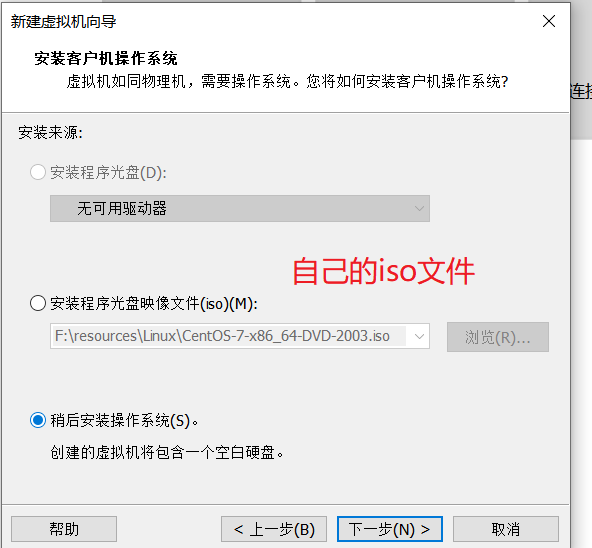 新建虚拟机向导
安装客户机操作系统
虚拟机如同物理机，需要操作系统。您将如何安装客户机操作系统?
连接
安装来源:
安装程序光盘(D):
无可用驱动器
自己的iso文件
安装程序光盘映像文件(iso)(M):
F:\resources\Linux\CentOS-7-x86_64-DVD-2003.iso
浏览(R)...
稍后安装操作系统(S)。
创建的虚拟机将包含一个空白硬盘。
帮助
< 上一步(B)
下一步(N) >
取消